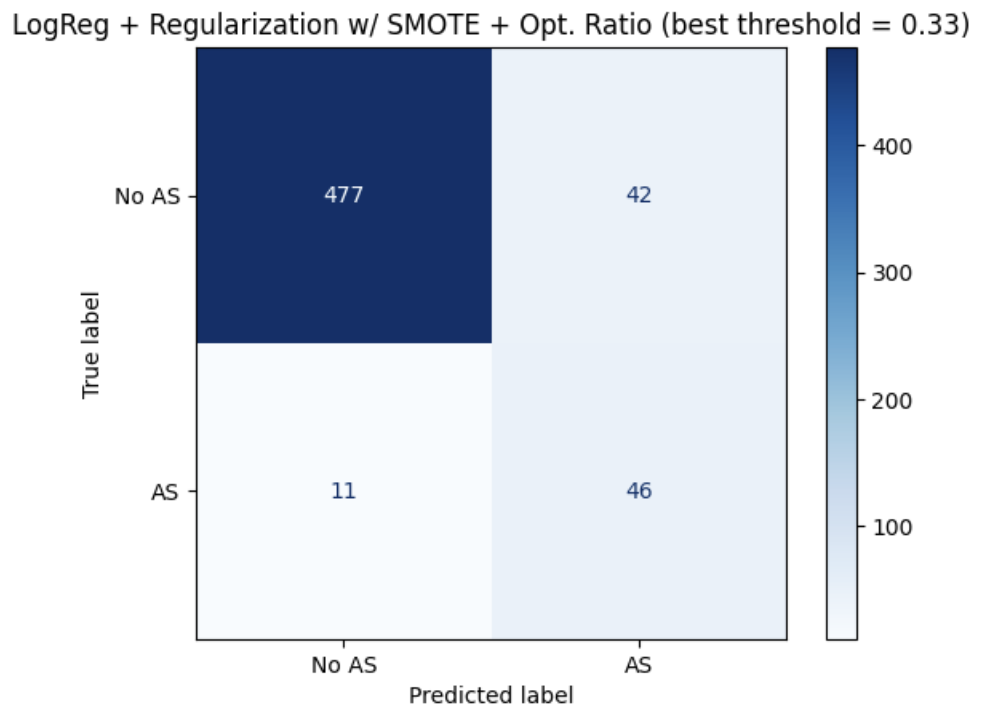 LogReg + Regularization w/ SMOTE + Opt. Ratio (best threshold = 0.33)
No AS
477
42
400
300
True label
200
AS
11
46
100
No AS
AS
Predicted label